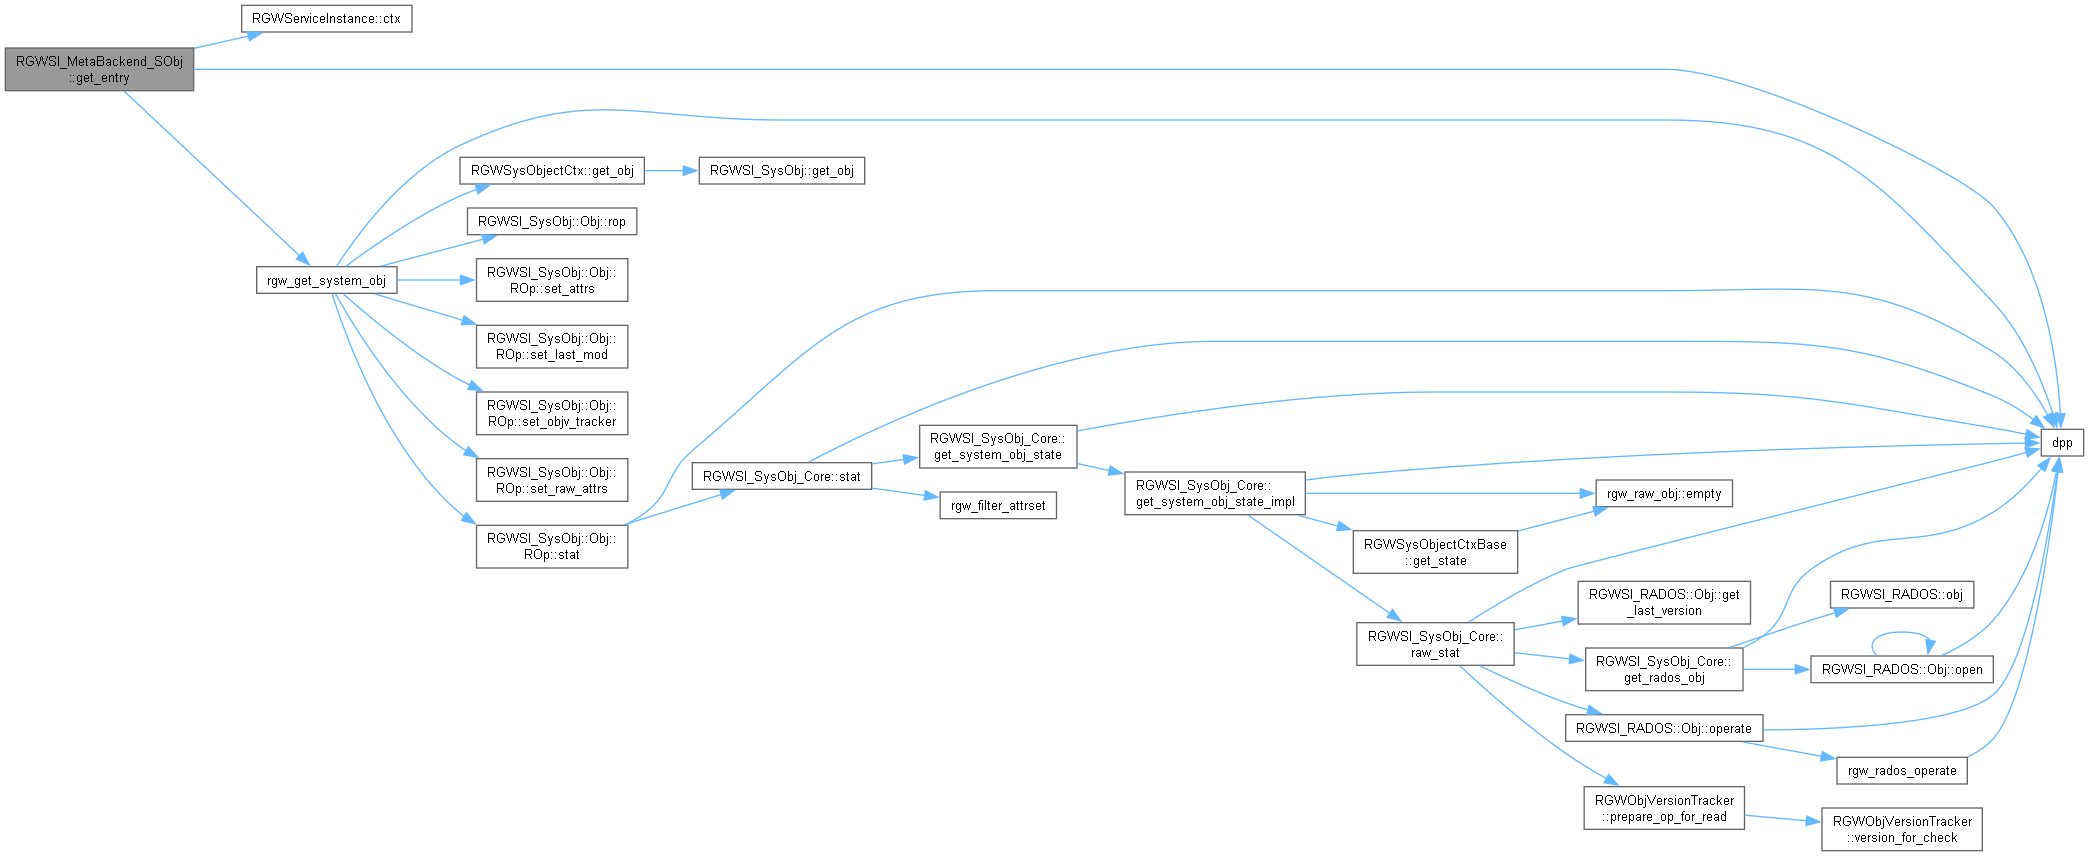 RGWServiceInstance::ctx
RGWSI_MetaBackend_SObj
::get_entry
RGWSysObjectCtx::get_obj
RGWSI_SysObj::get_obj
RGWSI_SysObj::Obj::rop
rgw_get_system_obj
RGWSI_SysObj::Obj::
ROp::set_attrs
RGWSI_SysObj::Obj::
ROp::set_last_mod
RGWSI_SysObj::Obj::
ROp::set_objv_tracker
RGWSI_SysObj::Obj::
ROp::set_raw_attrs
RGWSI_SysObj::Obj::
ROp::stat
RGWSI_SysObj_Core::stat
RGWSI_SysObj_Core::
get_system_obj_state
rgw_filter_attrset
RGWSI_SysObj_Core::
get_system_obj_state_impl
rgw_raw_obj::empty
RGWSysObjectCtxBase
::get_state
dpp
RGWSI_RADOS::Obj::get
_last_version
RGWSI_RADOS::obj
RGWSI_SysObj_Core::
raw_stat
RGWSI_SysObj_Core::
get_rados_obj
RGWSI_RADOS::Obj::open
RGWSI_RADOS::Obj::operate
rgw_rados_operate
RGWObjVersionTracker
::prepare_op_for_read
RGWObjVersionTracker
::version_for_check